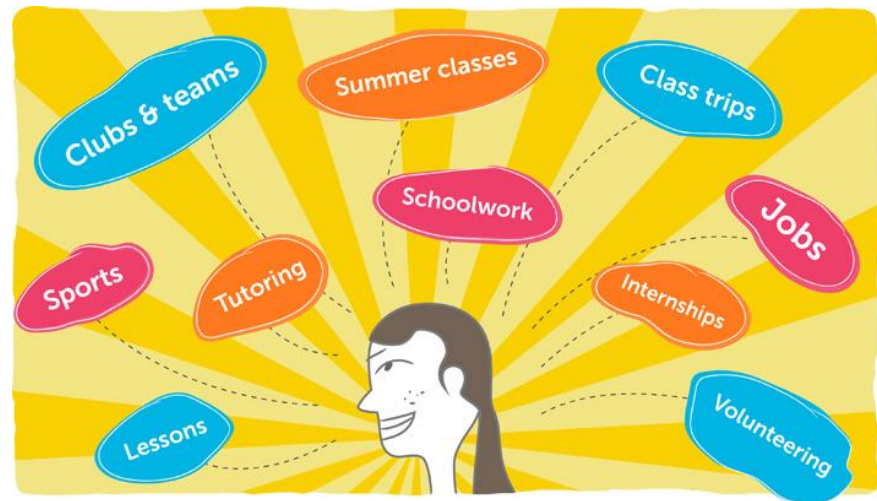 Clubs & teams
Summer classes
Class trips
Schoolwork
Jobs
Sports
Tutoring
Internships
Lessons
Volunteering